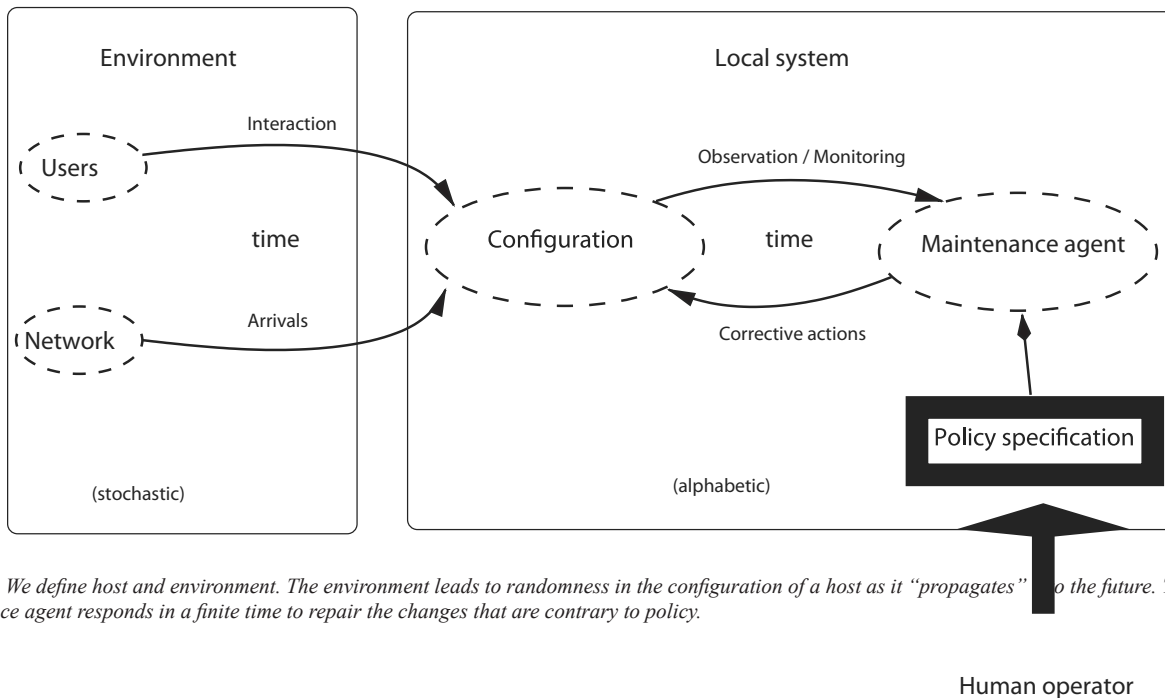 Environment
Local system
Interaction
Users
Observation / Monitoring
time
Configuration
time
Maintenance agent
Network
Arrivals
Corrective actions
Policy specification
(stochastic)
(alphabetic)
We define host and environment. The environment leads to randomness in the configuration of a host as it “propagates” o the future.
ce agent responds in a finite time to repair the changes that are contrary to policy.
Human operator